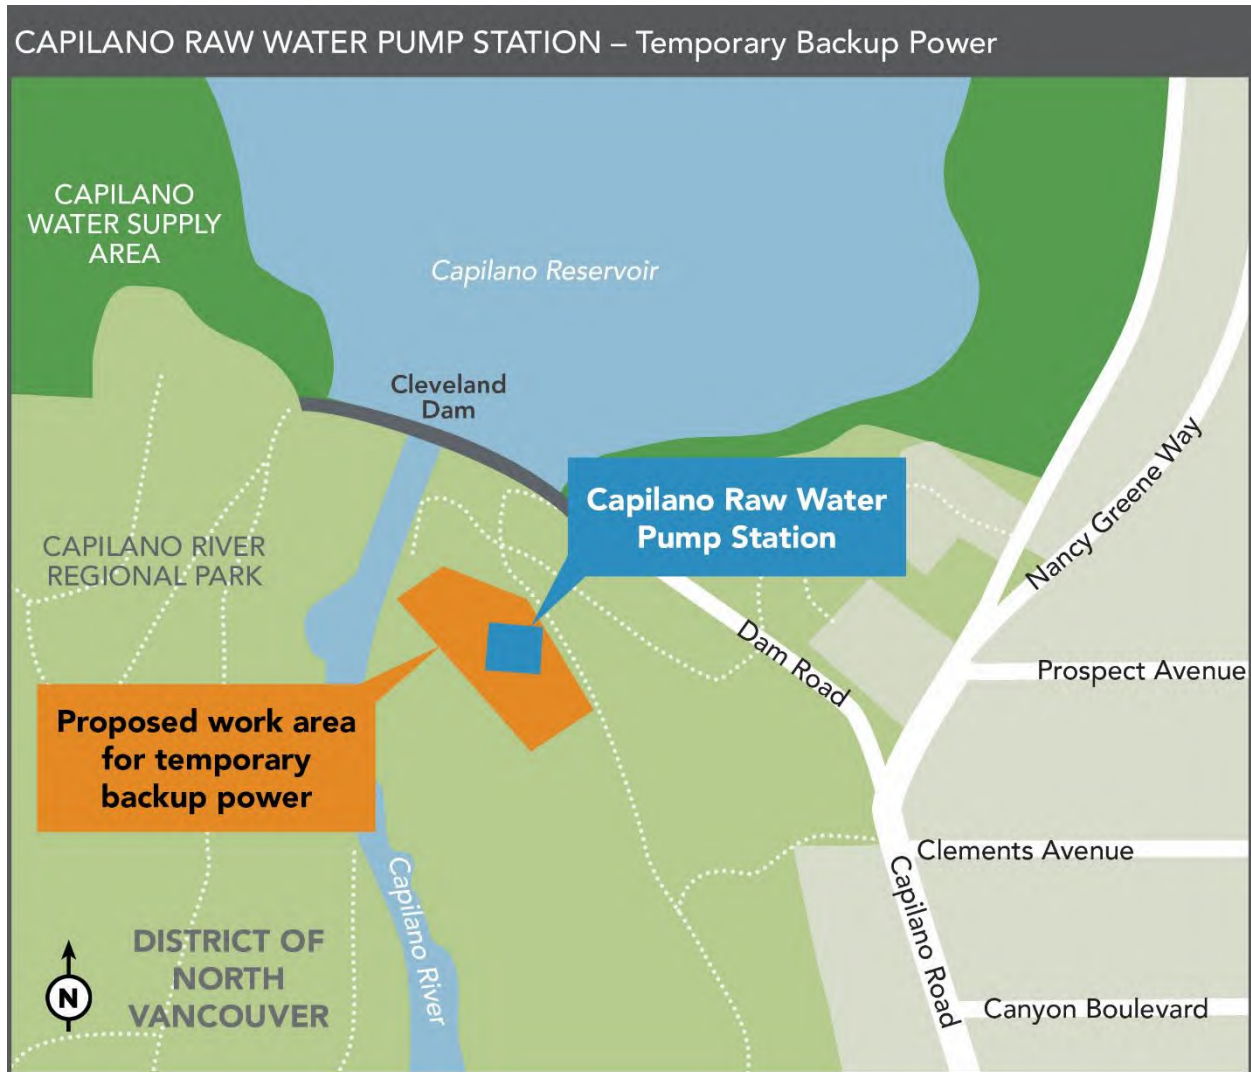 CAPILANO RAW WATER PUMP STATION – Temporary Backup Power
CAPILANO
WATER SUPPLY
AREA
Capilano Reservoir
Cleveland
Dam
Capilano Raw Water
Pump Station
CAPILANO RIVER
REGIONAL PARK
Nancy Greene Way
Dam Road
Prospect Avenue
Proposed work area
for temporary
backup power
Clements Avenue
Capilano River
Capilano Road
DISTRICT OF
NORTH
VANCOUVER
N
Canyon Boulevard